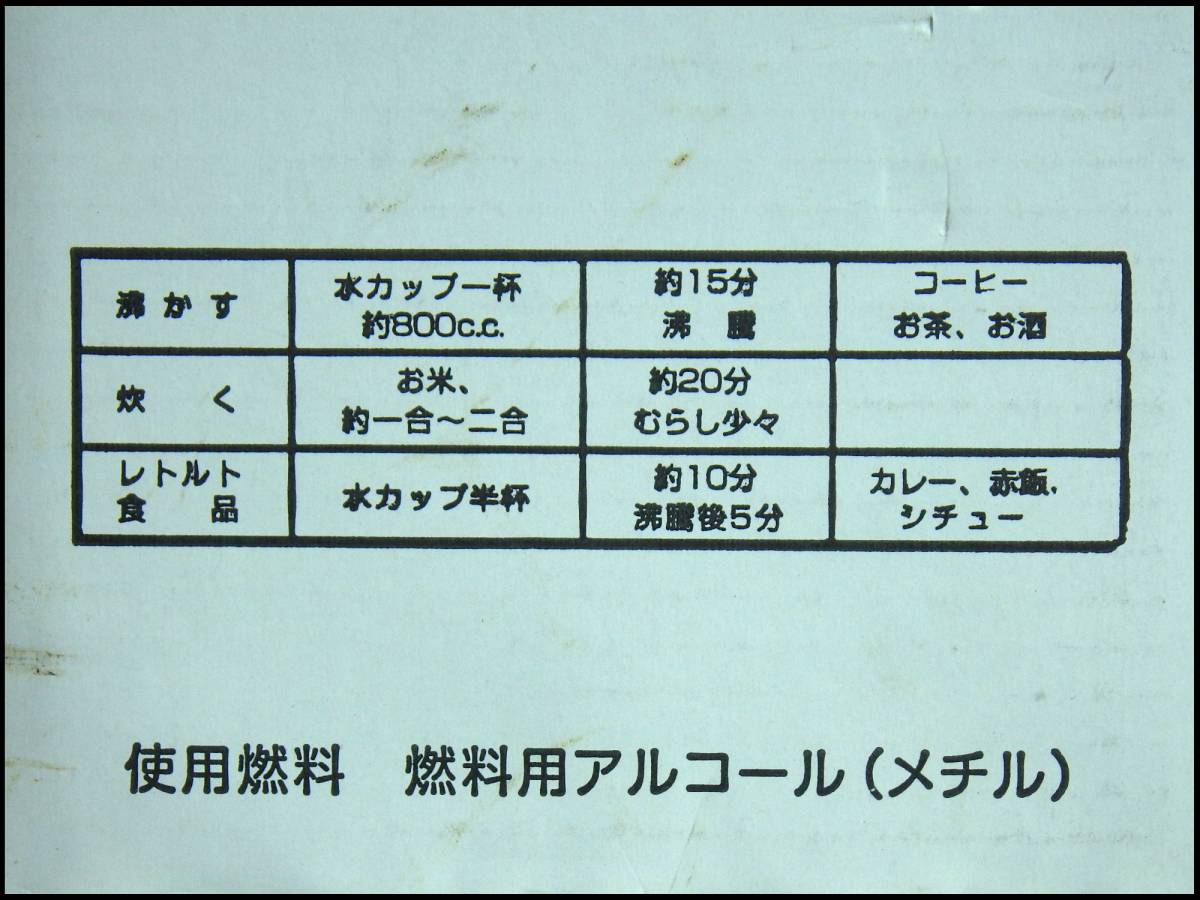 沸かす
水カップ一杯
約800c.c.
約15分
沸騰
コーヒー
お茶、お酒
炊く
お米、
約一合～二合
約20分
むらし少々
レトルト
食品
水カップ半杯
約10分
沸騰後5分
カレー、赤飯、
シチュー
使用燃料　燃料用アルコール(メチル)